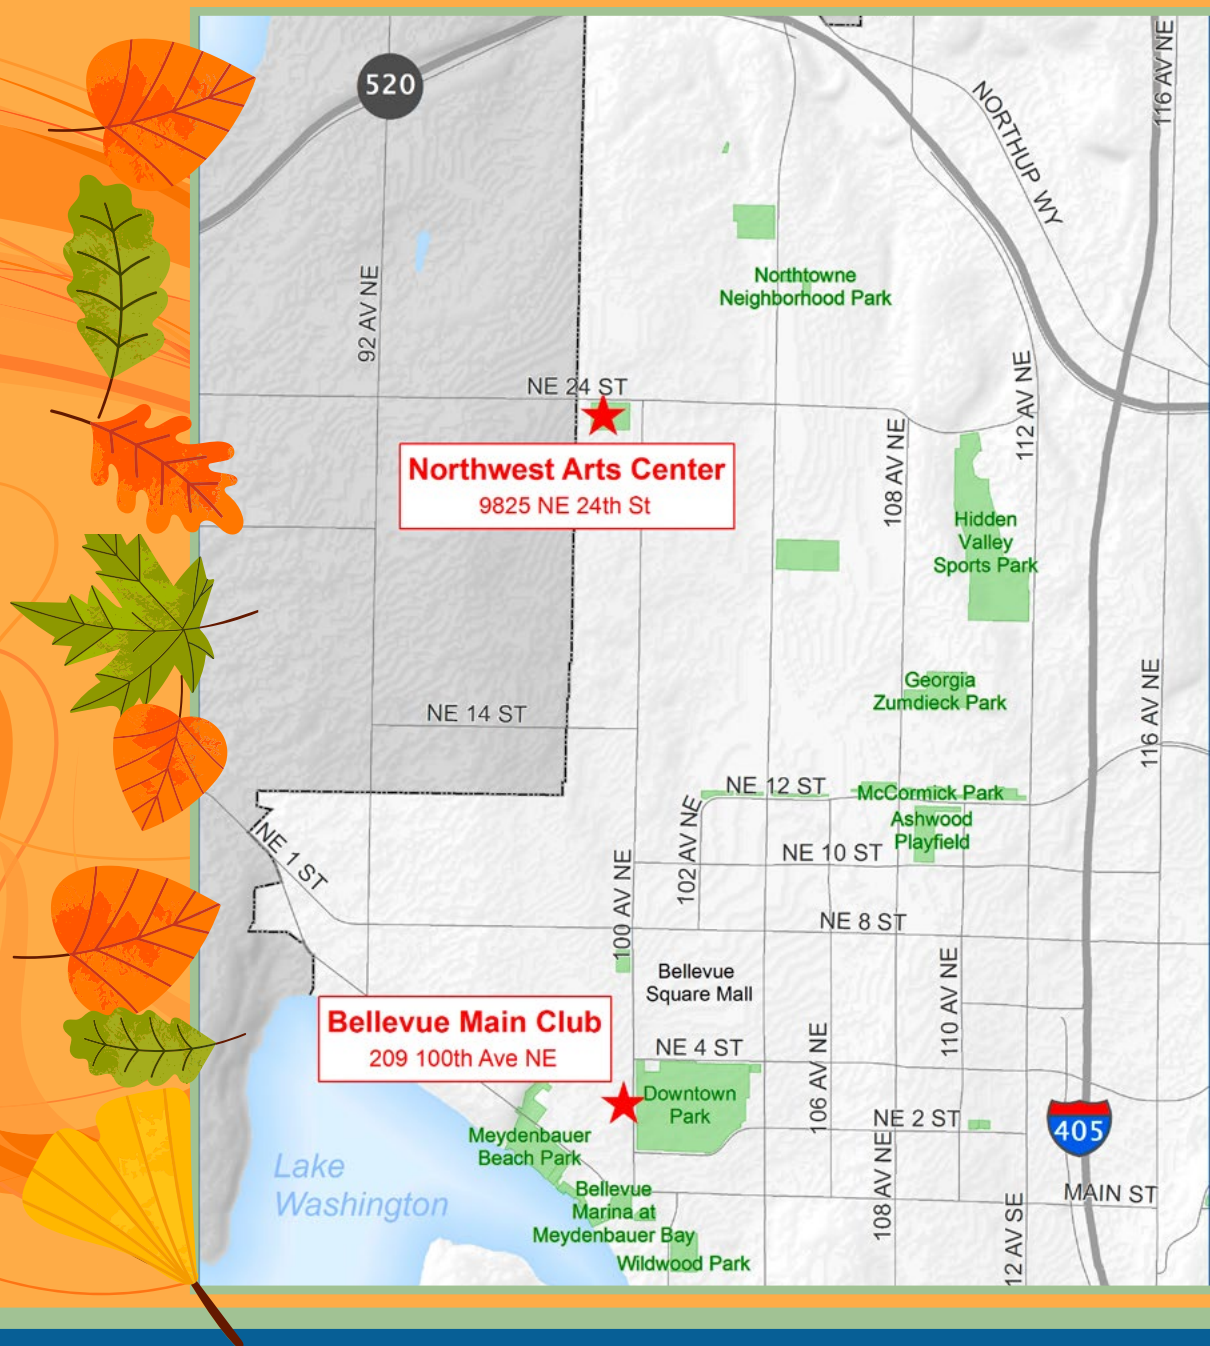 520
116 AV NE
NORTHUP WY
92 AV NE
Northtowne
Neighborhood Park
NE 24 ST
112 AV NE
Northwest Arts Center
9825 NE 24th St
108 AV NE
Hidden
Valley
Sports Park
Georgia
Zumdieck Park
116 AV NE
NE 14 ST
NE 12 ST
McCormick Park
Ashwood
Playfield
102 AV NE
NE 1 ST
NE 10 ST
100 AV NE
NE 8 ST
Bellevue
Square Mall
110 AV NE
Bellevue Main Club
209 100th Ave NE
NE 4 ST
106 AV NE
Downtown
Park
NE 2 ST
405
Meydenbauer
Beach Park
108 AV NE
Lake
Washington
Bellevue
Marina at
Meydenbauer Bay
MAIN ST
12 AV SE
Wildwood Park